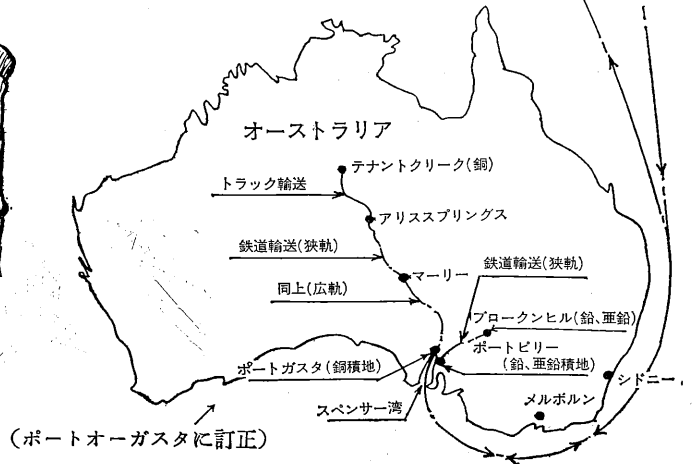 オーストラリア
テナントクリーク(銅)
トラック輸送
アリススプリングス
鉄道輸送(狭軌)
マーリー
鉄道輸送(狭軌)
同上(広軌)
ブロークンヒル(鉛、亜鉛)
ポートピリー
(鉛、亜鉛積地)
ポートガスタ(銅積地)
シドニー
スペンサー湾
メルボルン
(ポートオーガスタに訂正)